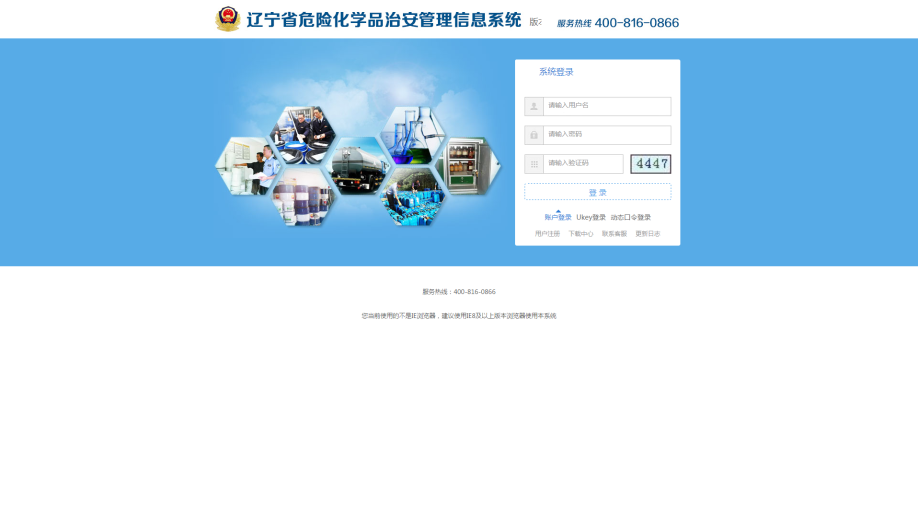 辽宁省危险化学品治安管理信息系统
服务热线 400-816-0866
系统登录
请输入用户名
请输入密码
请输入验证码 4447
登 录
账户登录 Ukey登录 动态口令登录
用户注册 下载中心 联系客服 更新日志
服务热线：400-816-0866
您当前使用的不是IE浏览器，建议使用IE8及以上版本浏览器使用本系统